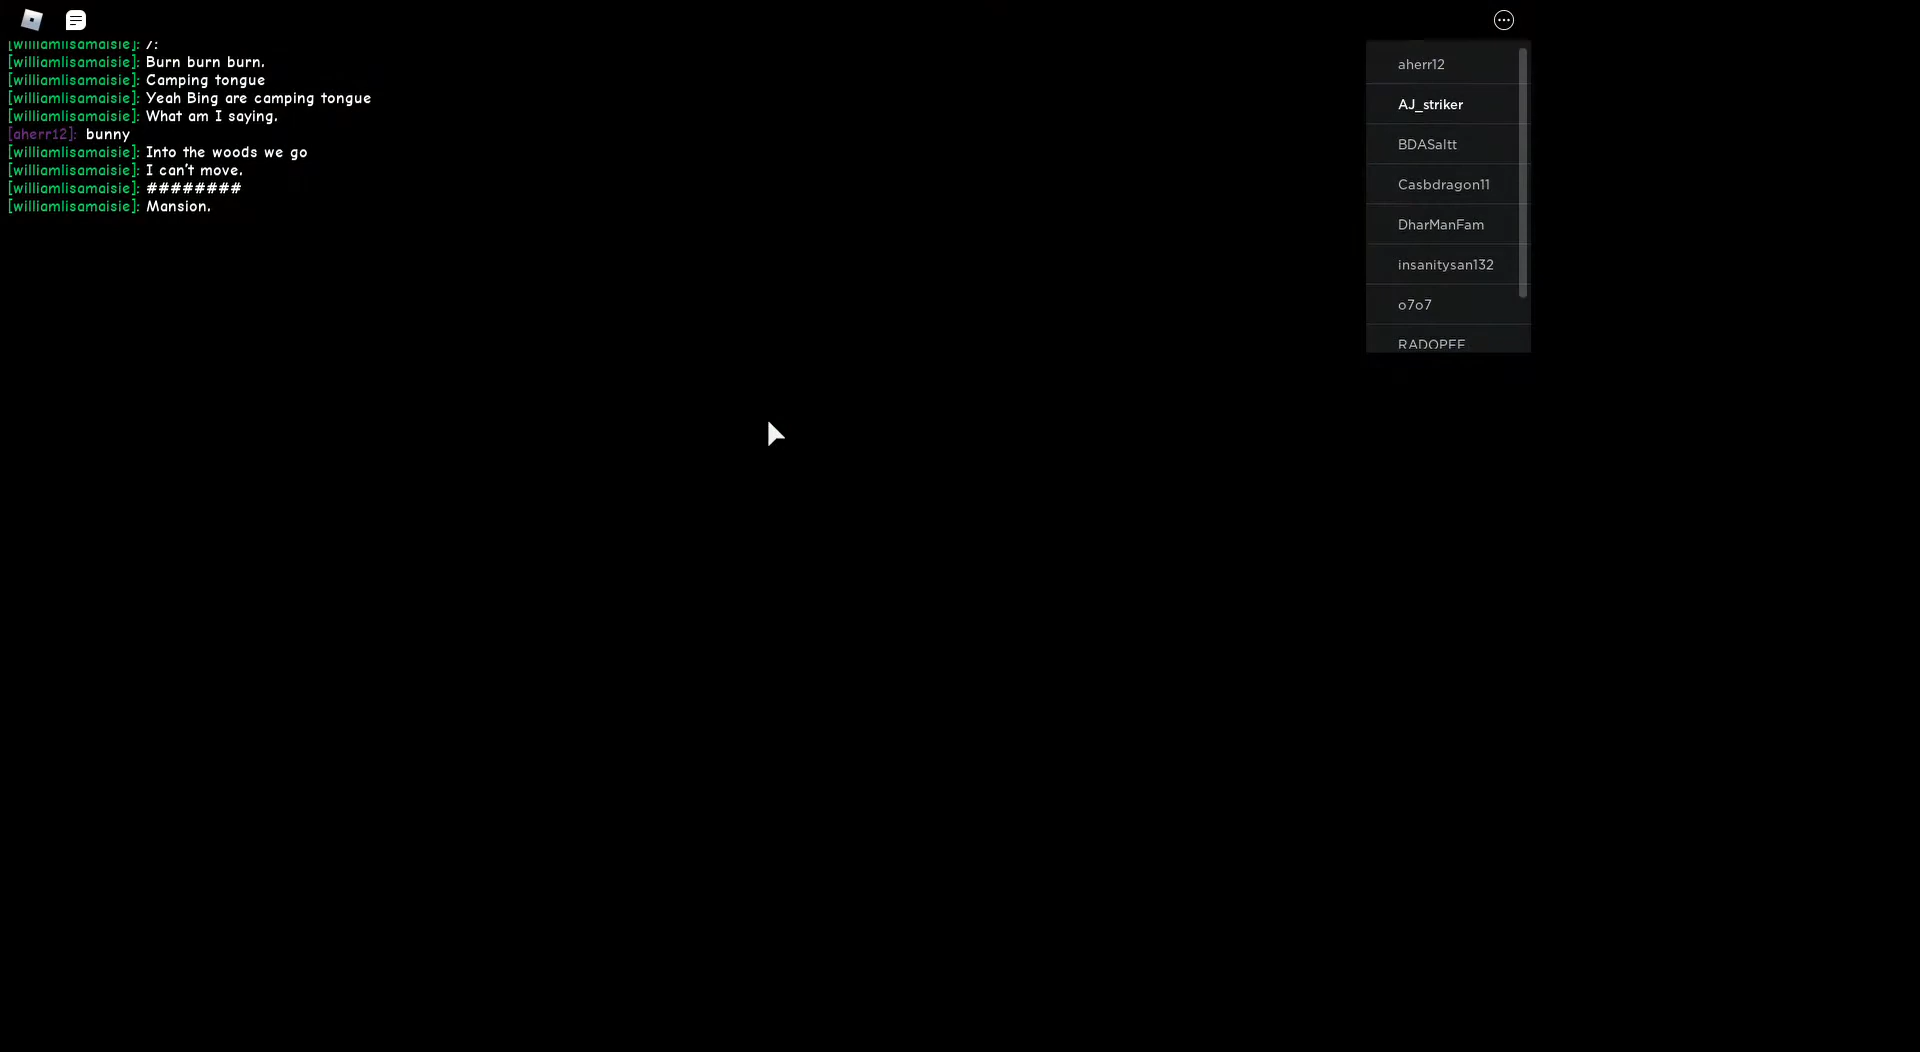 [williamlisamaisie]: /:
[williamlisamaisie]: Burn burn burn.
[williamlisamaisie]: Camping tongue
[williamlisamaisie]: Yeah Bing are camping tongue
[williamlisamaisie]: What am I saying.
[aherr12]: bunny
[williamlisamaisie]: Into the woods we go
[williamlisamaisie]: I can't move.
[williamlisamaisie]: ########
[williamlisamaisie]: Mansion.
aherr12
AJ_striker
BDASaltt
Casbdragon11
DharManFam
insanitysan132
o7o7
RADOPEE